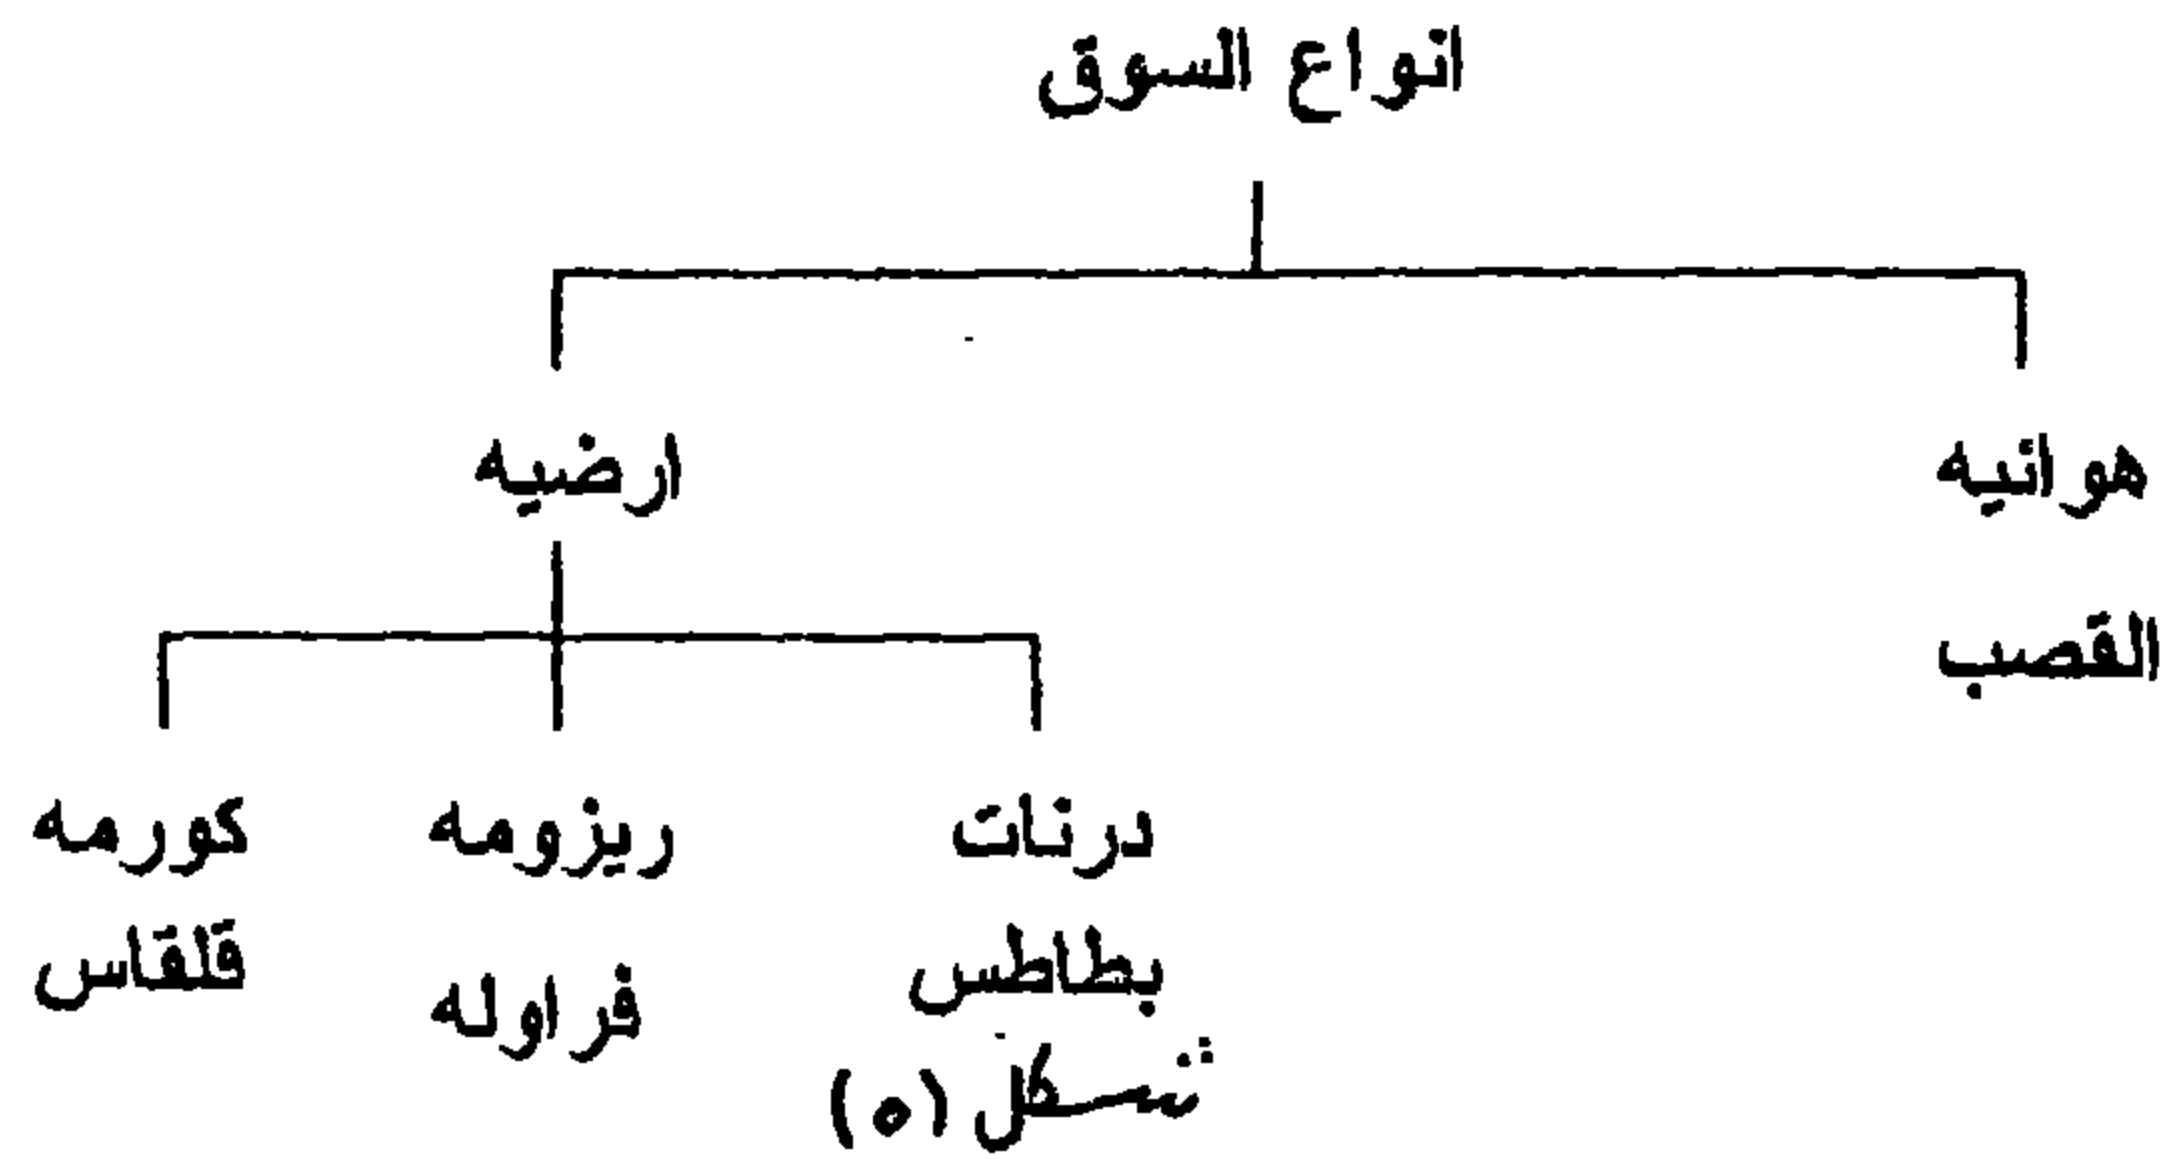 انواع السوق
هوائيه
ارضيه
القصب
درنات
ريزومه
كورمه
بطاطس
فراوله
قلقاس
شكل (٥)